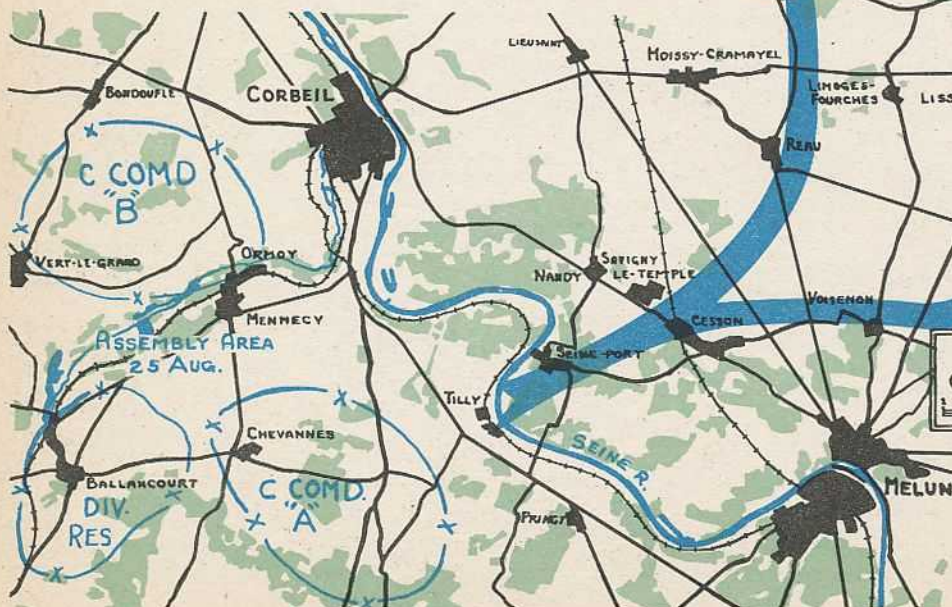 LIEUSAINT
MOISSY-CRAMAYEL
BONDOUFLE
CORBEIL
LIMOGES-
FOURCHES
LISS
REAU
C COMD
"B"
VERT-LE-GRAND
ORMOY
SAVIGNY
LE-TEMPLE
NANDY
VOISENON
MENNECY
CESSON
ASSEMBLY AREA
25 AUG.
SEINE-PORT
TILLY
CHEVANNES
SEINE R.
BALLANCOURT
C COMD.
"A"
DIV.
RES
PRINGY
MELUN